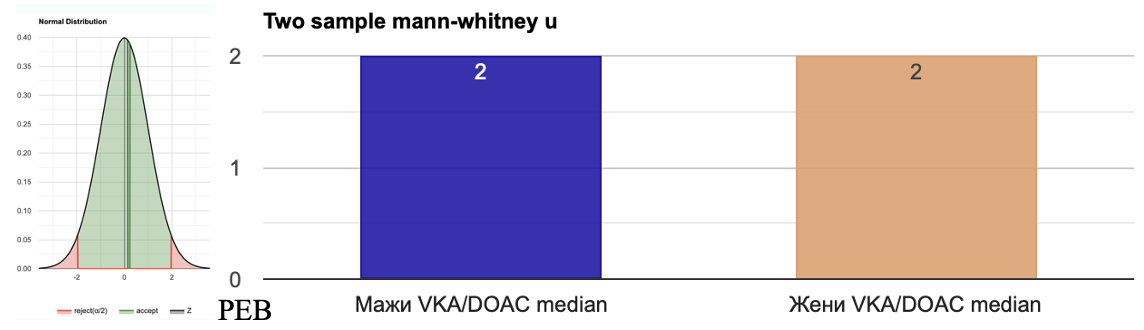 Normal Distribution
0.40
0.35
0.30
0.25
0.20
0.15
0.10
0.05
0.00
-2 0 2
reject(α/2) accept Z
РЕВ
Two sample mann-whitney u
2
1
0
2 2
Мажи VKA/DOAC median Жени VKA/DOAC median